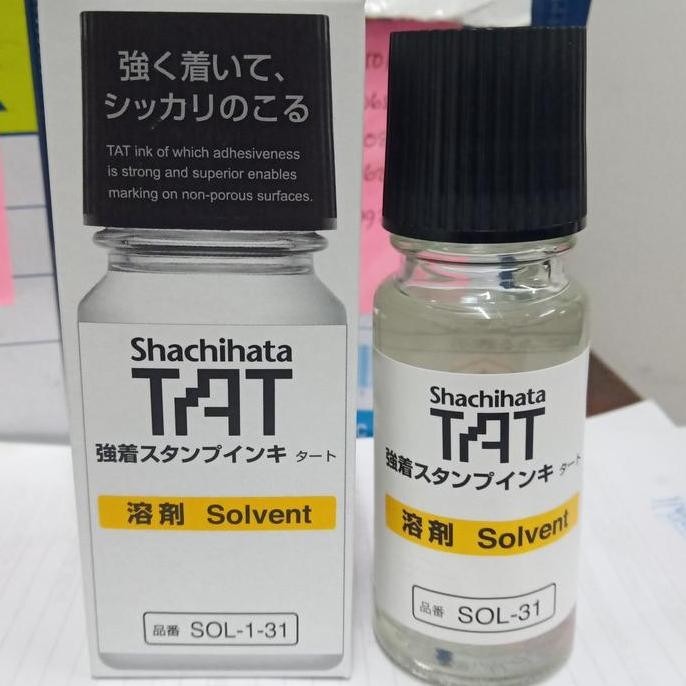 強く着いて、
シッカリのこる
TAT ink of which adhesiveness
is strong and superior enables
marking on non-porous surfaces.
Shachihata
TAT
強着スタンプインキ タート
溶剤 Solvent
品番 SOL-1-31
Shachihata
TAT
強着スタンプインキ タート
溶剤 Solvent
品番 SOL-31